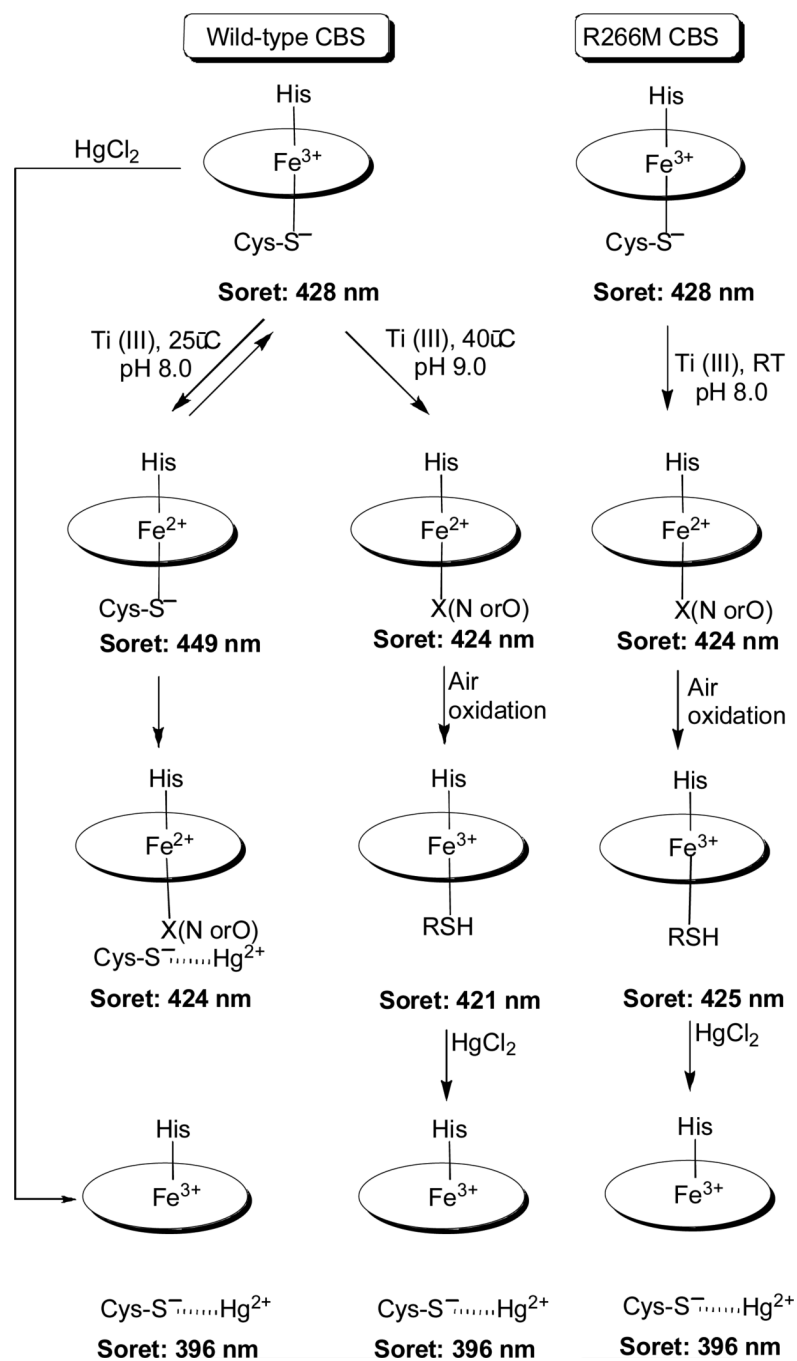 Wild-type CBS
R266M CBS
His
His
HgCl2
Fe3+
Fe3+
Cys-S–
Cys-S–
Soret: 428 nm
Soret: 428 nm
Ti (III), 25ūC
pH 8.0
Ti (III), 40ūC
pH 9.0
Ti (III), RT
pH 8.0
His
His
His
Fe2+
Fe2+
Fe2+
Cys-S–
X(N orO)
X(N orO)
Soret: 449 nm
Soret: 424 nm
Soret: 424 nm
Air
oxidation
Air
oxidation
His
His
His
Fe2+
Fe3+
Fe3+
X(N orO)
RSH
RSH
Cys-S– Hg2+
Soret: 424 nm
Soret: 421 nm
Soret: 425 nm
HgCl2
HgCl2
His
His
His
Fe3+
Fe3+
Fe3+
Cys-S– Hg2+
Cys-S– Hg2+
Cys-S– Hg2+
Soret: 396 nm
Soret: 396 nm
Soret: 396 nm